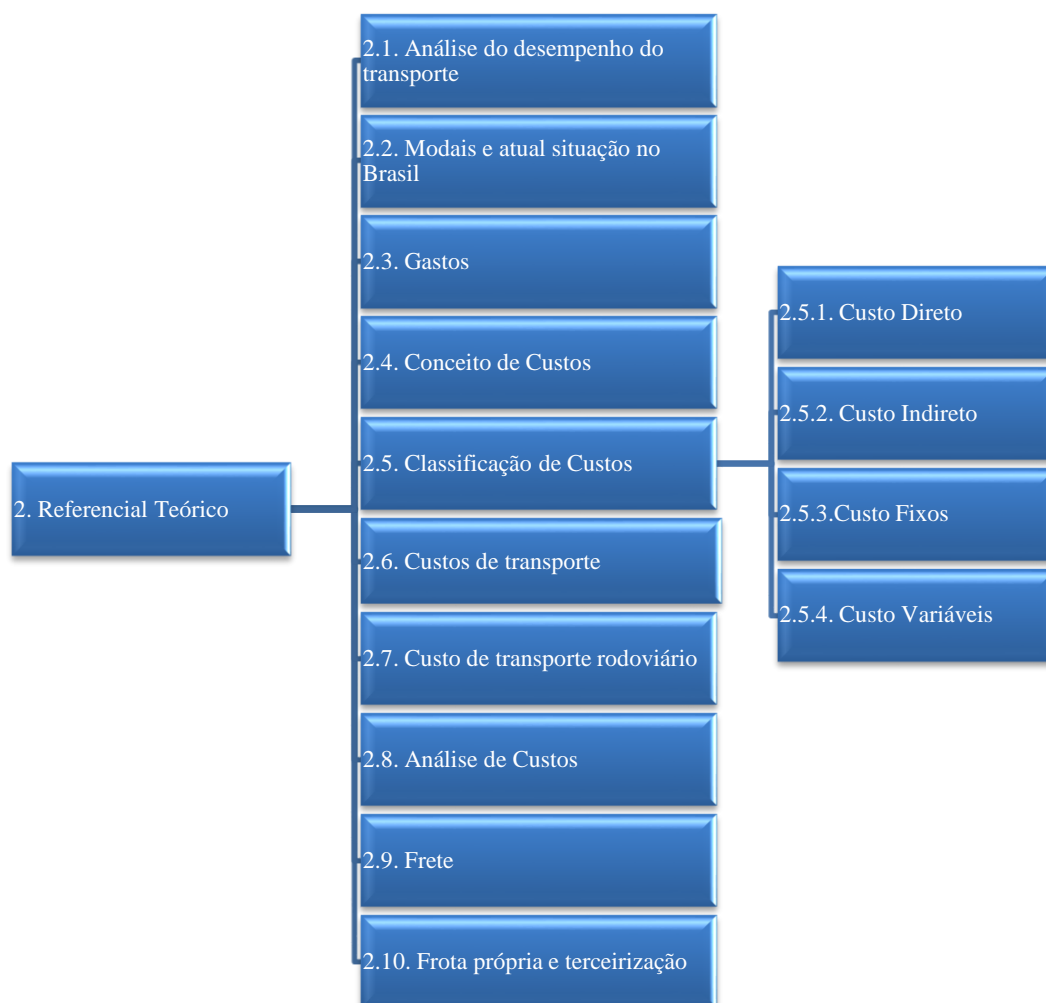 2. Referencial Teórico
2.1. Análise do desempenho do
transporte
2.2. Modais e atual situação no
Brasil
2.3. Gastos
2.4. Conceito de Custos
2.5. Classificação de Custos
2.5.1. Custo Direto
2.5.2. Custo Indireto
2.5.3.Custo Fixos
2.5.4. Custo Variáveis
2.6. Custos de transporte
2.7. Custo de transporte rodoviário
2.8. Análise de Custos
2.9. Frete
2.10. Frota própria e terceirização